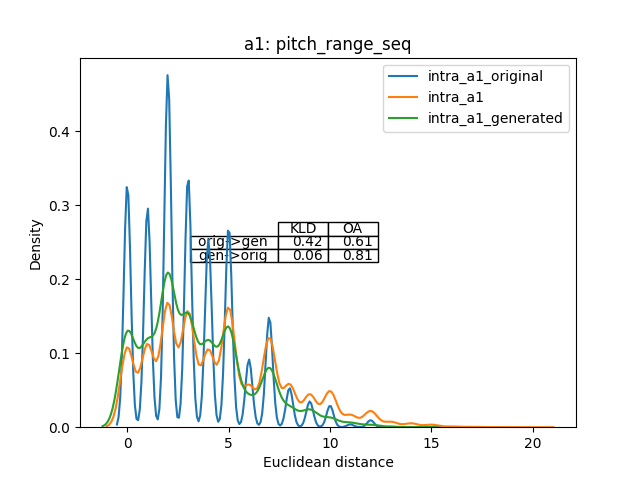 a1: pitch_range_seq
intra_a1_original
intra_a1
intra_a1_generated
KLD OA
orig->gen 0.42 0.61
gen->orig 0.06 0.81
Density
0.4
0.3
0.2
0.1
0.0
0 5 10 15 20
Euclidean distance